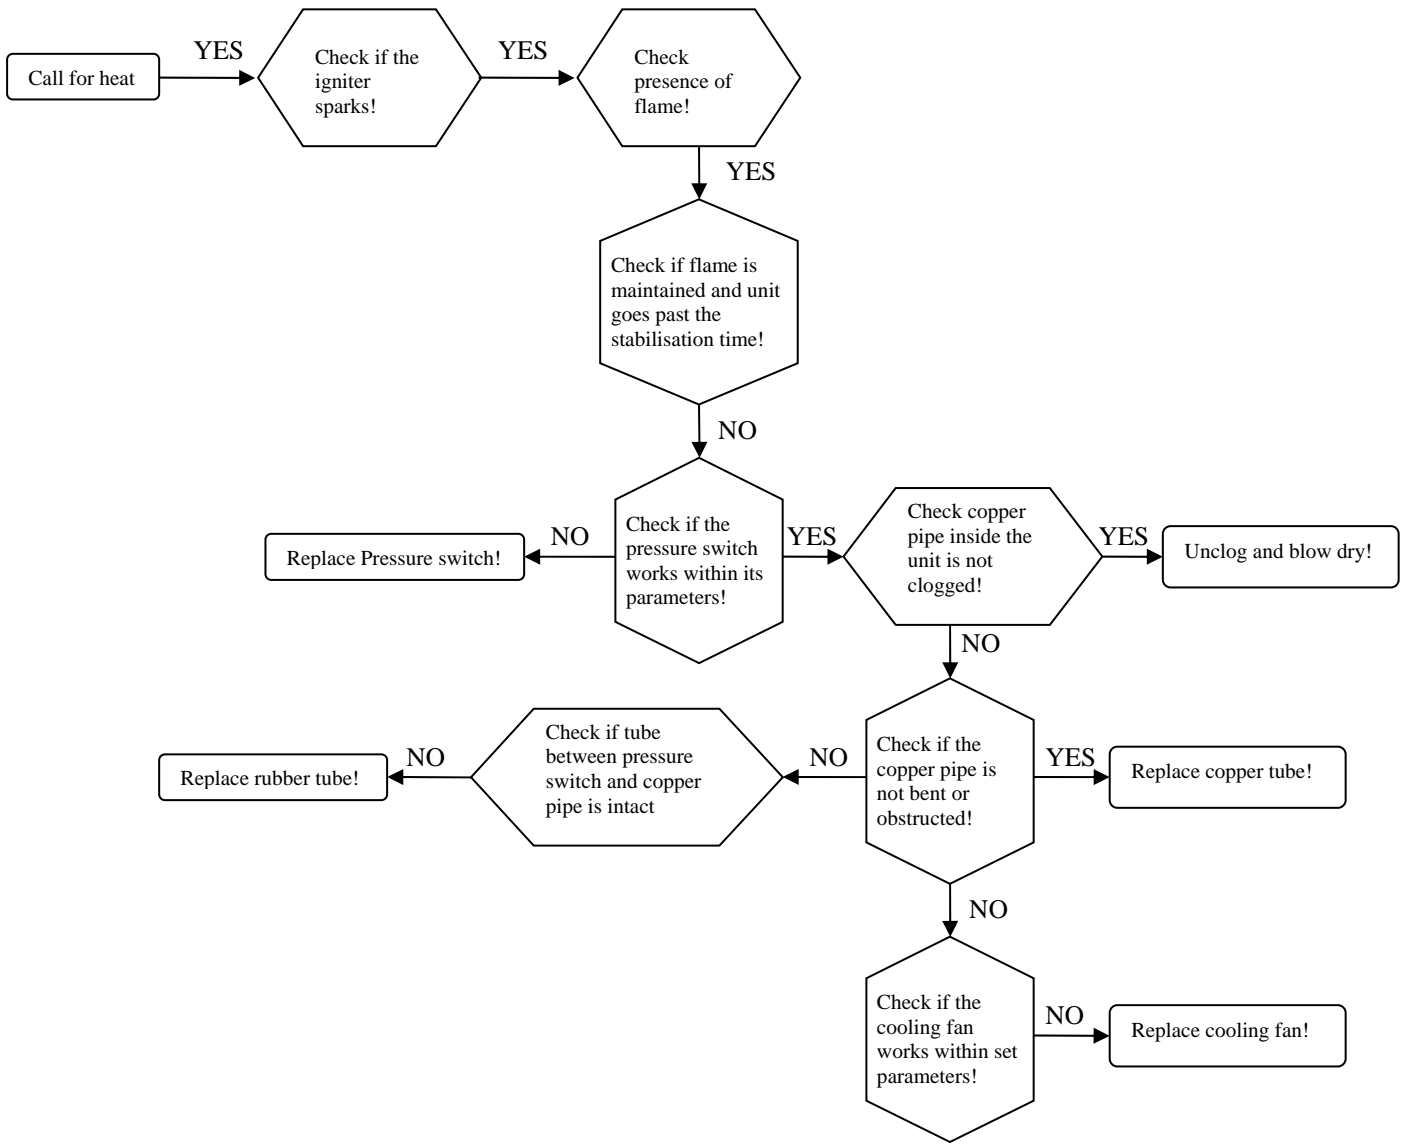 Call for heat
YES
Check if the
igniter
sparks!
YES
Check
presence of
flame!
YES
Check if flame is
maintained and unit
goes past the
stabilisation time!
NO
Check if the
pressure switch
works within its
parameters!
NO
Replace Pressure switch!
YES
Check copper
pipe inside the
unit is not
clogged!
YES
Unclog and blow dry!
NO
Check if the
copper pipe is
not bent or
obstructed!
YES
Replace copper tube!
NO
Check if tube
between pressure
switch and copper
pipe is intact
NO
Replace rubber tube!
NO
Check if the
cooling fan
works within set
parameters!
NO
Replace cooling fan!